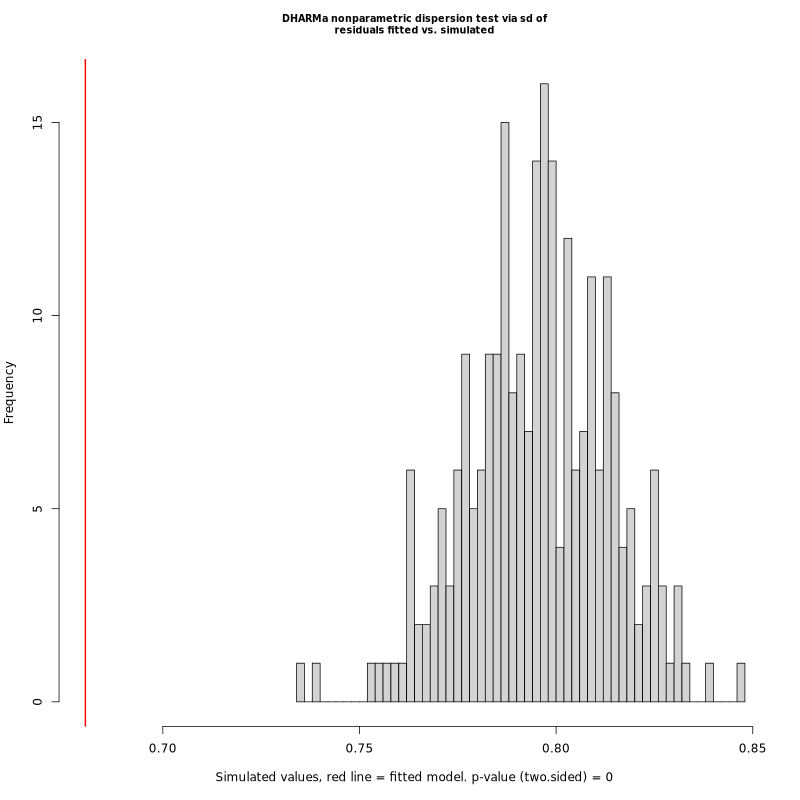 DHARMa nonparametric dispersion test via sd of
residuals fitted vs. simulated
Frequency
15
10
5
0
0.70 0.75 0.80 0.85
Simulated values, red line = fitted model. p-value (two.sided) = 0